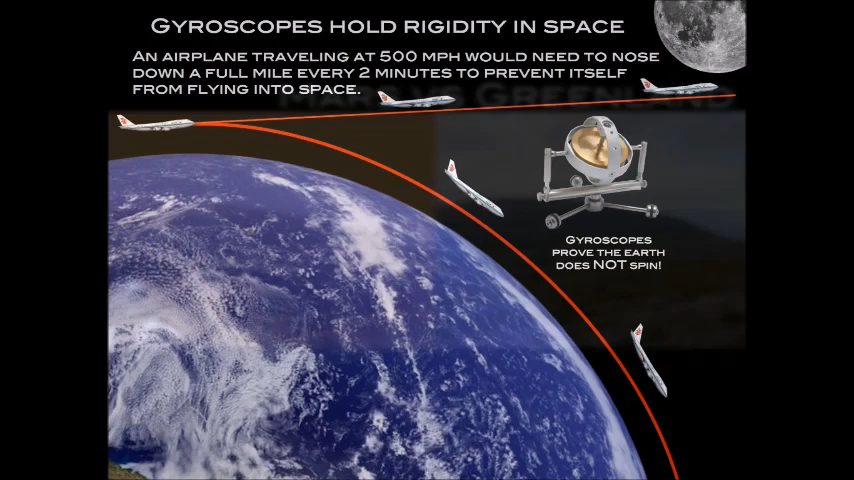 Gyroscopes hold rigidity in space
An airplane traveling at 500 mph would need to nose
down a full mile every 2 minutes to prevent itself
from flying into space.
Gyroscopes
prove the earth
does NOT spin!